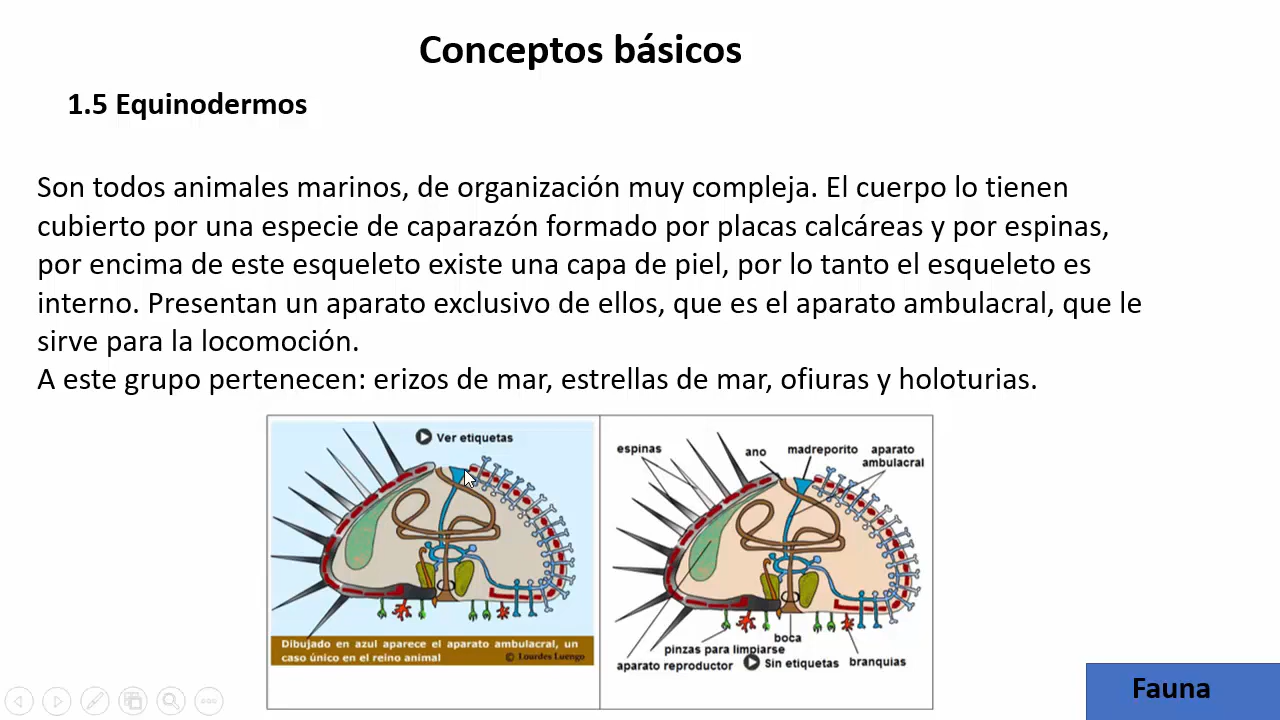 Conceptos básicos
1.5 Equinodermos
Son todos animales marinos, de organización muy compleja. El cuerpo lo tienen
cubierto por una especie de caparazón formado por placas calcáreas y por espinas,
por encima de este esqueleto existe una capa de piel, por lo tanto el esqueleto es
interno. Presentan un aparato exclusivo de ellos, que es el aparato ambulacral, que le
sirve para la locomoción.
A este grupo pertenecen: erizos de mar, estrellas de mar, ofiuras y holoturias.
Ver etiquetas
Dibujado en azul aparece el aparato ambulacral, un
caso único en el reino animal
© Lourdes Luengo
espinas
ano
madreporito
aparato
ambulacral
boca
pinzas para limpiarse
aparato reproductor
Sin etiquetas
branquias
Fauna